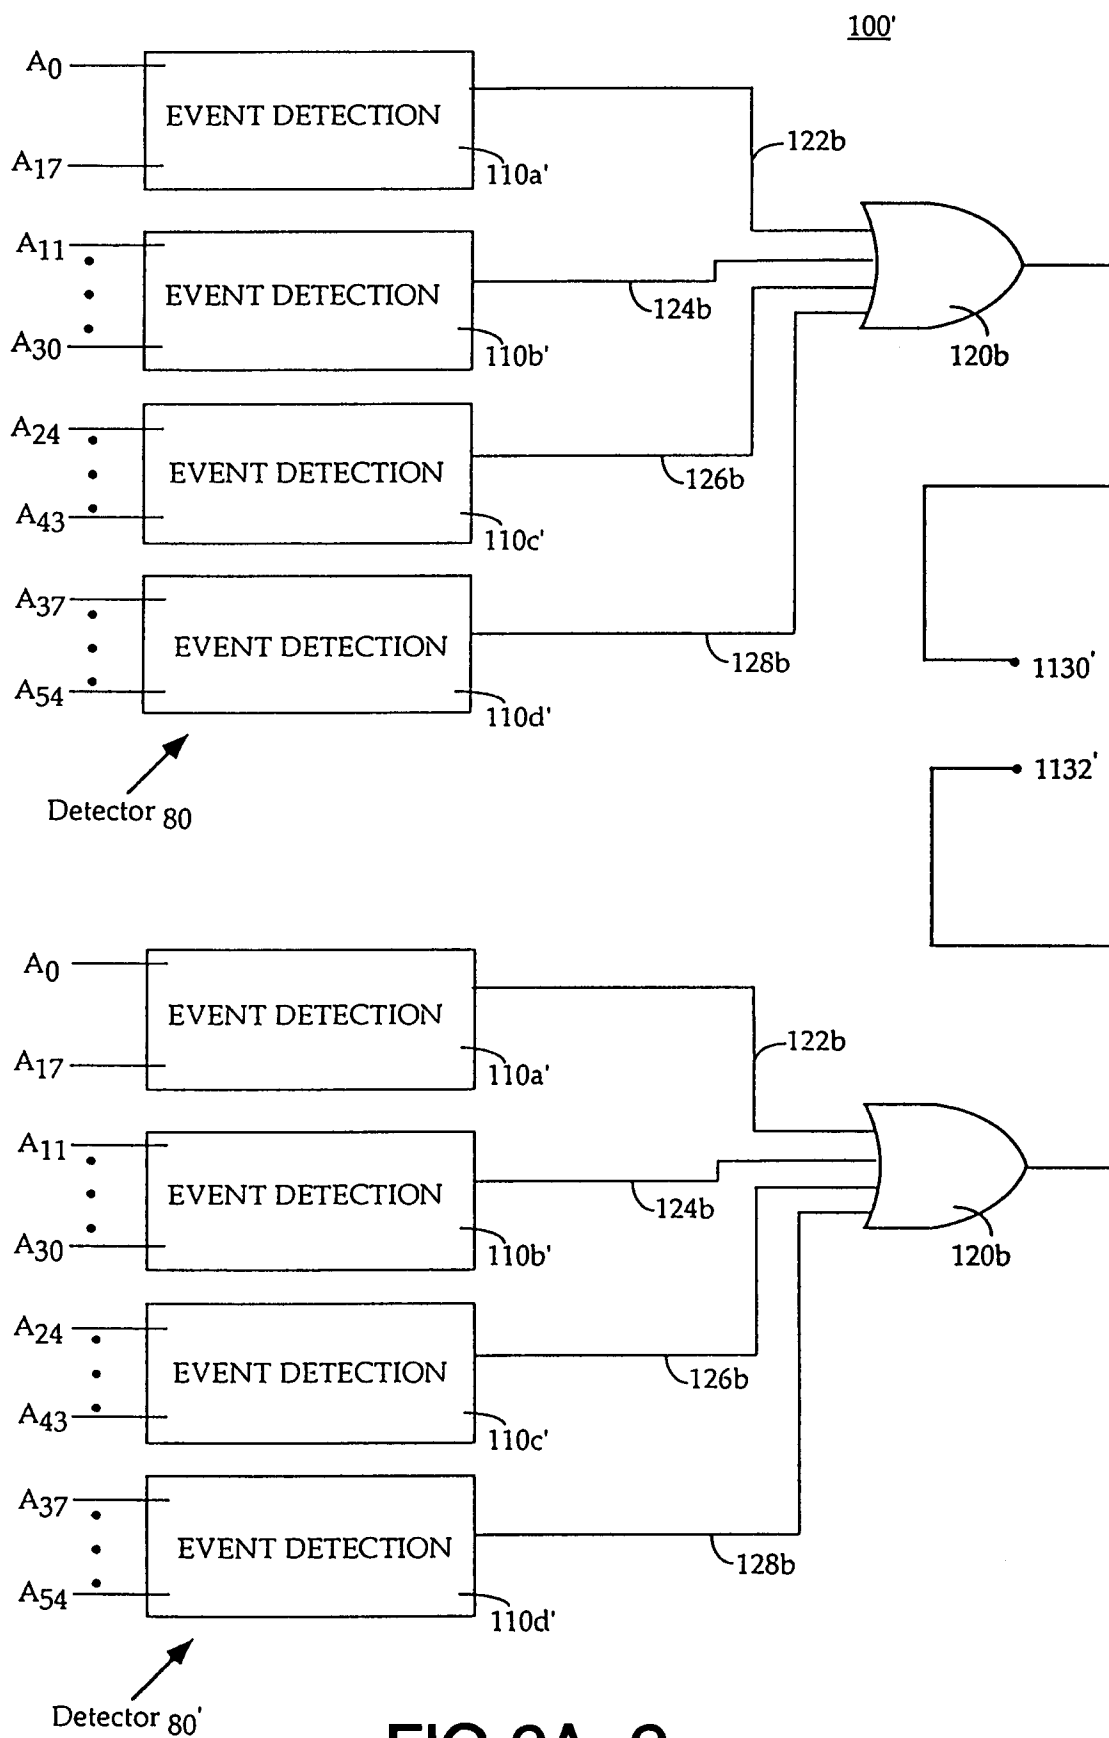 100'
A0
EVENT DETECTION
122b
A17
110a'
A11
EVENT DETECTION
124b
A30
110b'
120b
A24
EVENT DETECTION
126b
A43
110c'
A37
EVENT DETECTION
128b
1130'
A54
110d'
1132'
Detector 80
A0
EVENT DETECTION
122b
A17
110a'
A11
EVENT DETECTION
124b
A30
110b'
120b
A24
EVENT DETECTION
126b
A43
110c'
A37
EVENT DETECTION
128b
A54
110d'
Detector 80'